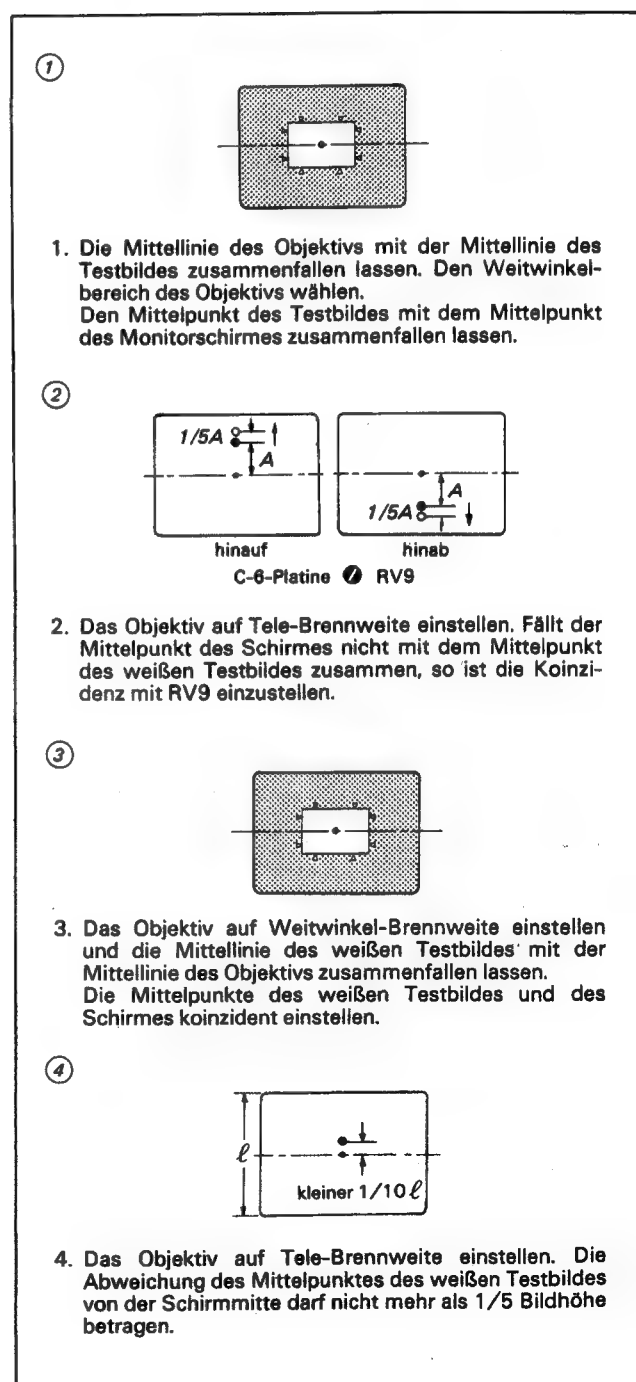 1
1. Die Mittellinie des Objektivs mit der Mittellinie des
Testbildes zusammenfallen lassen. Den Weitwinkel-
bereich des Objektivs wählen.
Den Mittelpunkt des Testbildes mit dem Mittelpunkt
des Monitorschirmes zusammenfallen lassen.
2
1/5A A
A 1/5A
hinauf hinab
C-6-Platine RV9
2. Das Objektiv auf Tele-Brennweite einstellen. Fällt der
Mittelpunkt des Schirmes nicht mit dem Mittelpunkt
des weißen Testbildes zusammen, so ist die Koinzi-
denz mit RV9 einzustellen.
3
3. Das Objektiv auf Weitwinkel-Brennweite einstellen
und die Mittellinie des weißen Testbildes mit der
Mittellinie des Objektivs zusammenfallen lassen.
Die Mittelpunkte des weißen Testbildes und des
Schirmes koinzident einstellen.
4
ℓ
kleiner 1/10 ℓ
4. Das Objektiv auf Tele-Brennweite einstellen. Die
Abweichung des Mittelpunktes des weißen Testbildes
von der Schirmmitte darf nicht mehr als 1/5 Bildhöhe
betragen.